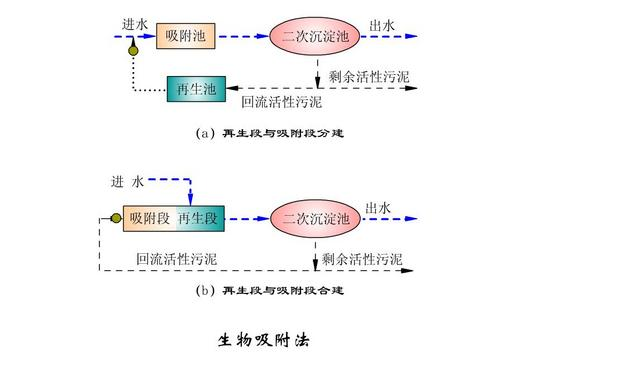 进水
吸附池
二次沉淀池
出水
剩余活性污泥
再生池
回流活性污泥
(a) 再生段与吸附段分建
进 水
吸附段
再生段
二次沉淀池
出水
回流活性污泥
剩余活性污泥
(b) 再生段与吸附段合建
生物吸附法